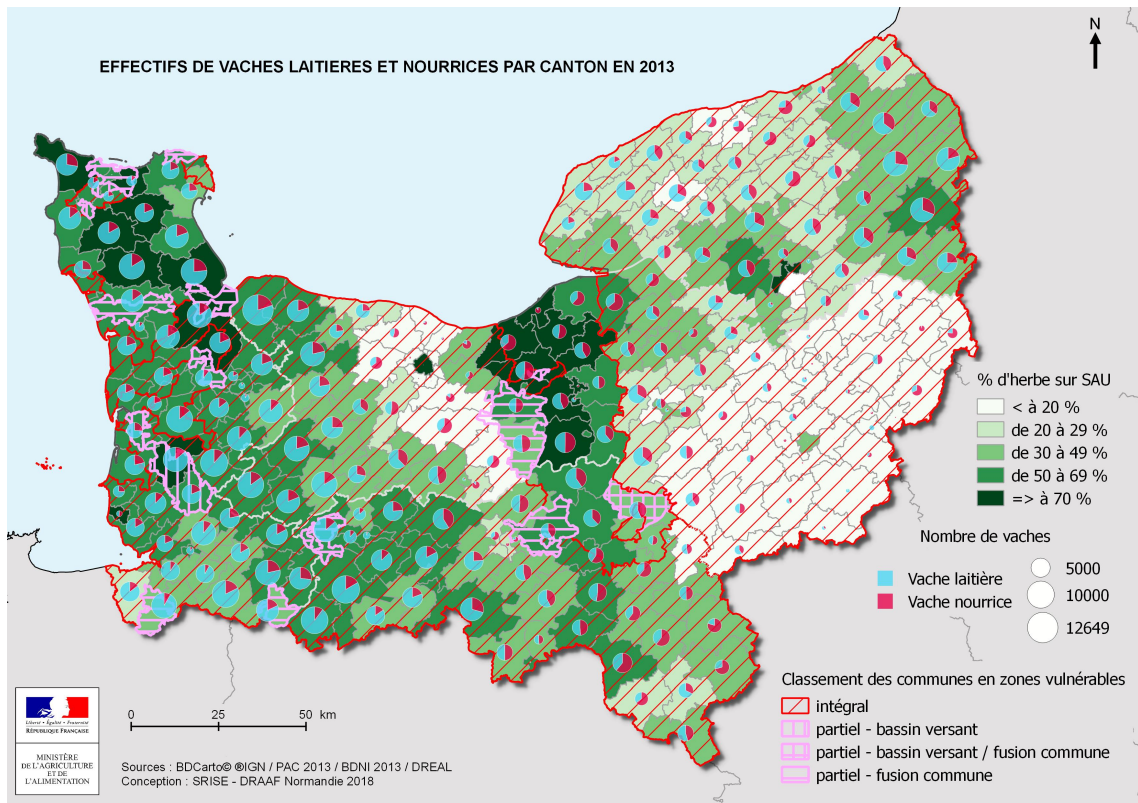 EFFECTIFS DE VACHES LAITIERES ET NOURRICES PAR CANTON EN 2013
N
% d'herbe sur SAU
< à 20 %
de 20 à 29 %
de 30 à 49 %
de 50 à 69 %
=> à 70 %
Nombre de vaches
Vache laitière
Vache nourrice
5000
10000
12649
Classement des communes en zones vulnérables
intégral
partiel - bassin versant
partiel - bassin versant / fusion commune
partiel - fusion commune
Liberté • Égalité • Fraternité
RÉPUBLIQUE FRANÇAISE
MINISTÈRE
DE L'AGRICULTURE
ET DE
L'ALIMENTATION
0 25 50 km
Sources : BDCarto© ®IGN / PAC 2013 / BDNI 2013 / DREAL
Conception : SRISE - DRAAF Normandie 2018